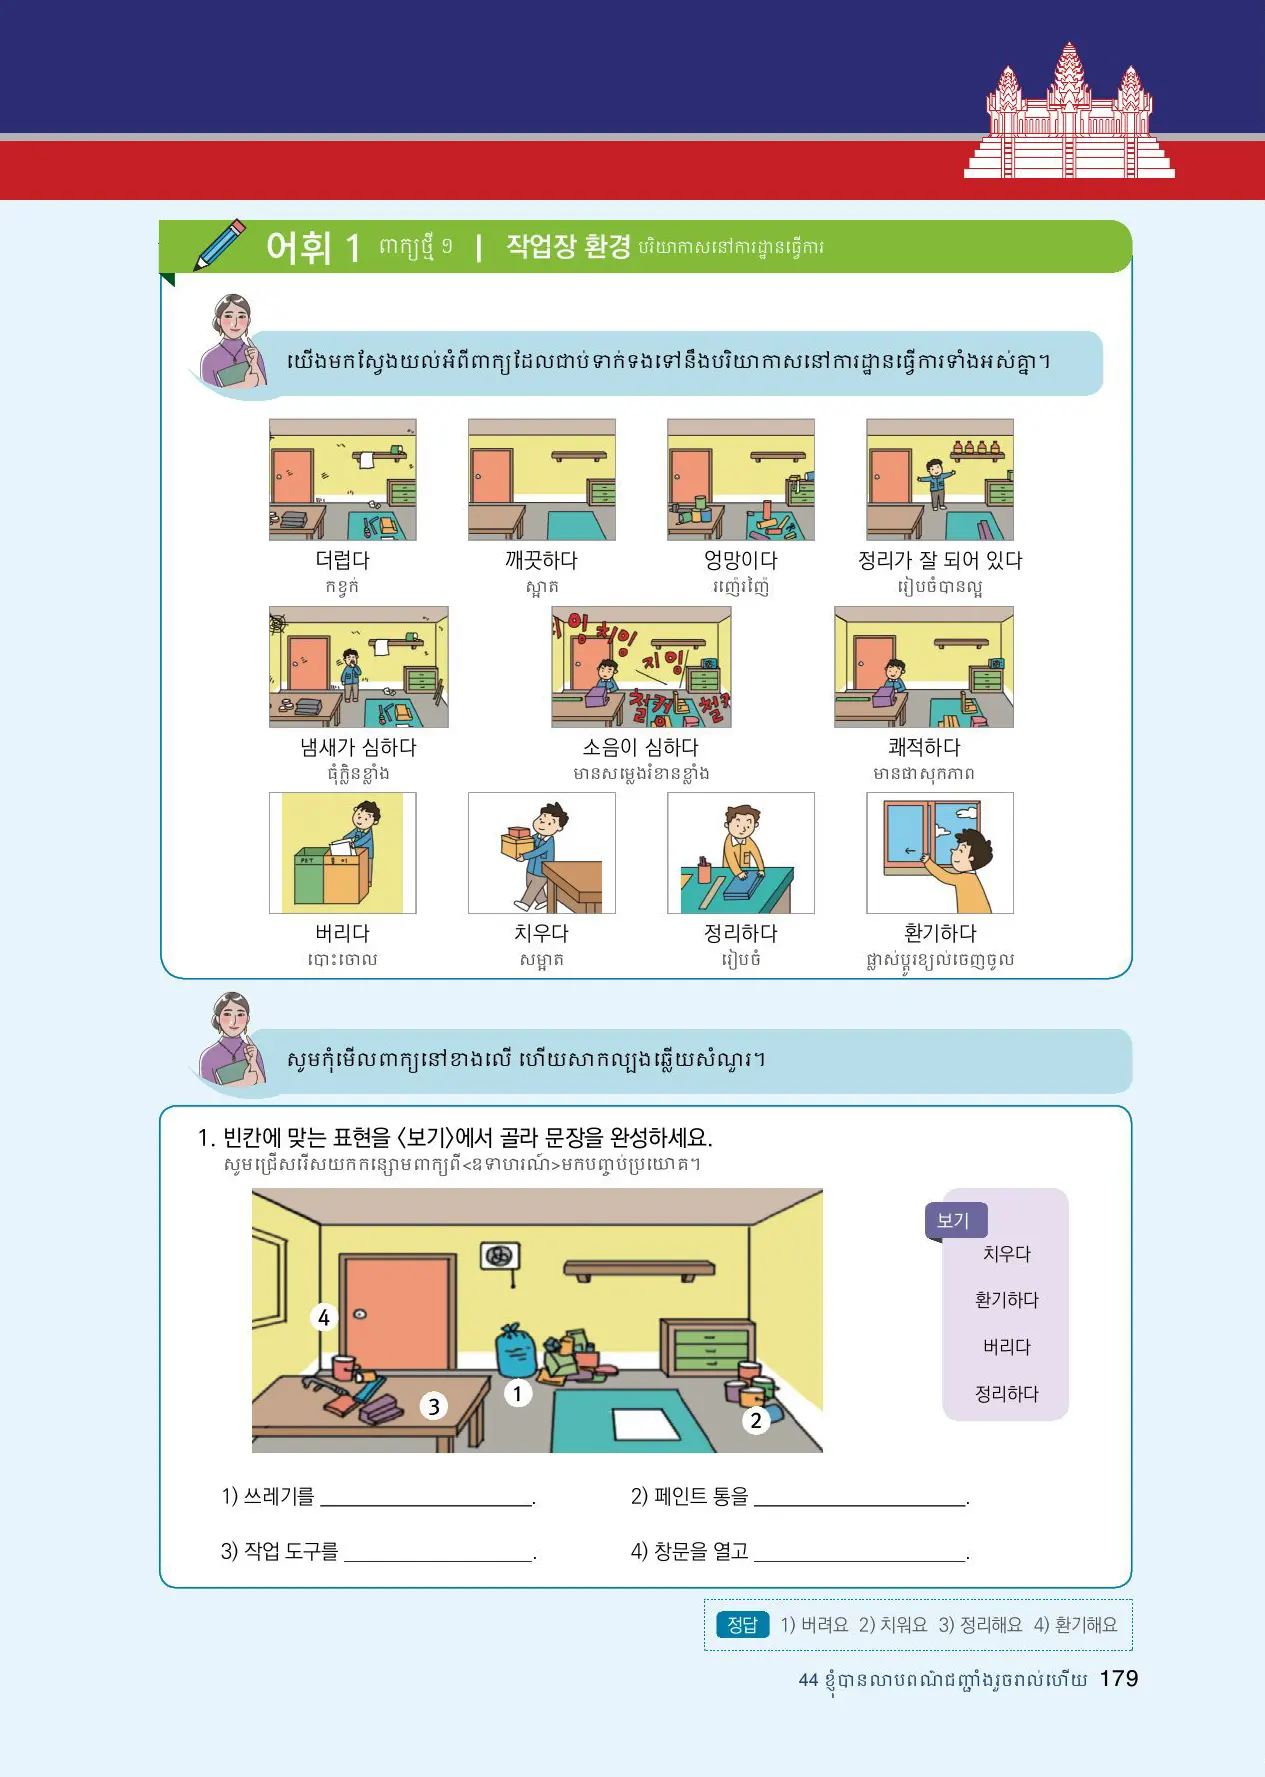 어휘 1 ពាក្យថ្មី ១ | 작업장 환경 បរិយាកាសនៅការដ្ឋានធ្វើការ
យើងមកស្វែងយល់អំពីពាក្យដែលជាប់ទាក់ទងទៅនឹងបរិយាកាសនៅការដ្ឋានធ្វើការទាំងអស់គ្នា។
더럽다 깨끗하다 엉망이다 정리가 잘 되어 있다
កខ្វក់ ស្អាត រញ៉េរញ៉ៃ រៀបចំបានល្អ
지잉 치잉 지잉
철컹 철커
냄새가 심하다 소음이 심하다 쾌적하다
ធុំក្លិនខ្លាំង មានសម្លេងរំខានខ្លាំង មានផាសុកភាព
PET 종이
버리다 치우다 정리하다 환기하다
បោះចោល សម្អាត រៀបចំ ផ្លាស់ប្ដូរខ្យល់ចេញចូល
សូមកុំមើលពាក្យនៅខាងលើ ហើយសាកល្បងឆ្លើយសំណួរ។
1. 빈칸에 맞는 표현을 〈보기〉에서 골라 문장을 완성하세요.
សូមជ្រើសរើសយកកន្សោមពាក្យពី<ឧទាហរណ៍>មកបញ្ចប់ប្រយោគ។
보기
치우다
환기하다
버리다
정리하다
4
1
3
2
1) 쓰레기를 ____________________.
2) 페인트 통을 ____________________.
3) 작업 도구를 ____________________.
4) 창문을 열고 ____________________.
정답 1) 버려요 2) 치워요 3) 정리해요 4) 환기해요
44 ខ្ញុំបានលាបពណ៌ជញ្ជាំងរួចរាល់ហើយ 179